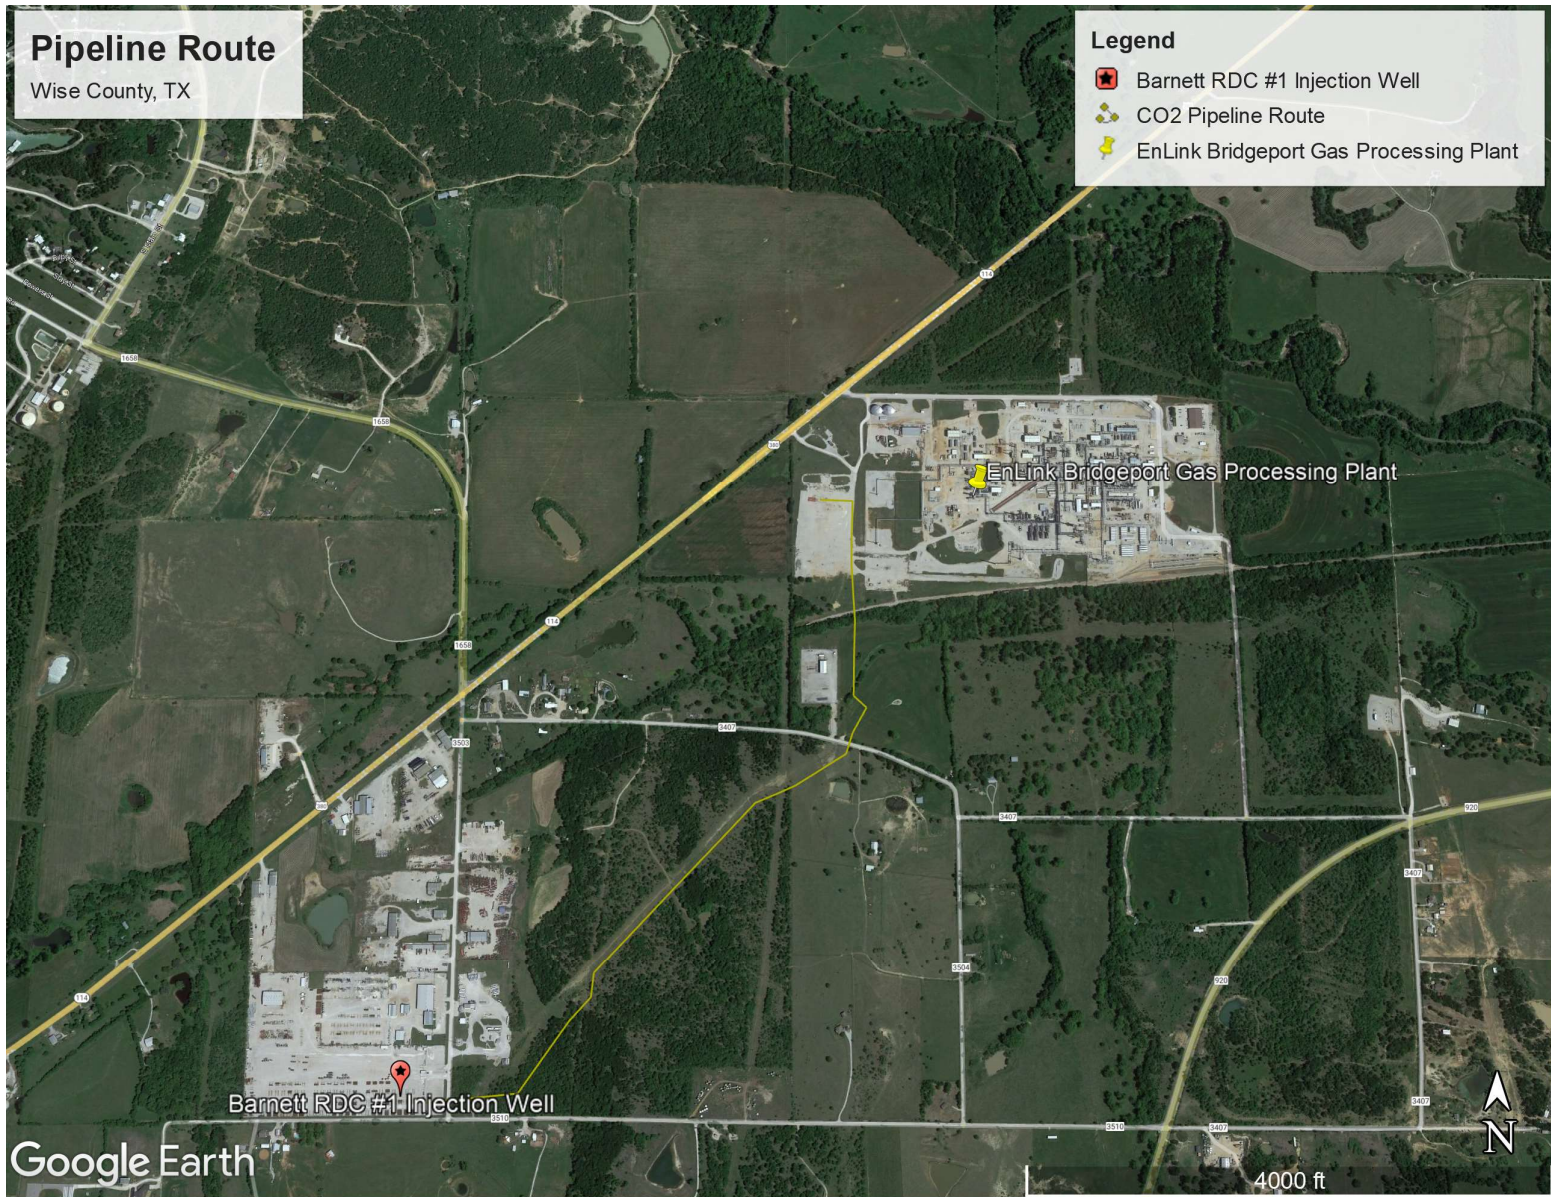 Pipeline Route
Wise County, TX
Legend
Barnett RDC #1 Injection Well
CO2 Pipeline Route
EnLink Bridgeport Gas Processing Plant
114
1658
1658
380
EnLink Bridgeport Gas Processing Plant
114
1658
3407
3503
380
3407
920
3407
3504
920
114
Barnett RDC #1 Injection Well
3510
3510
3407
3407
N
Google Earth
4000 ft